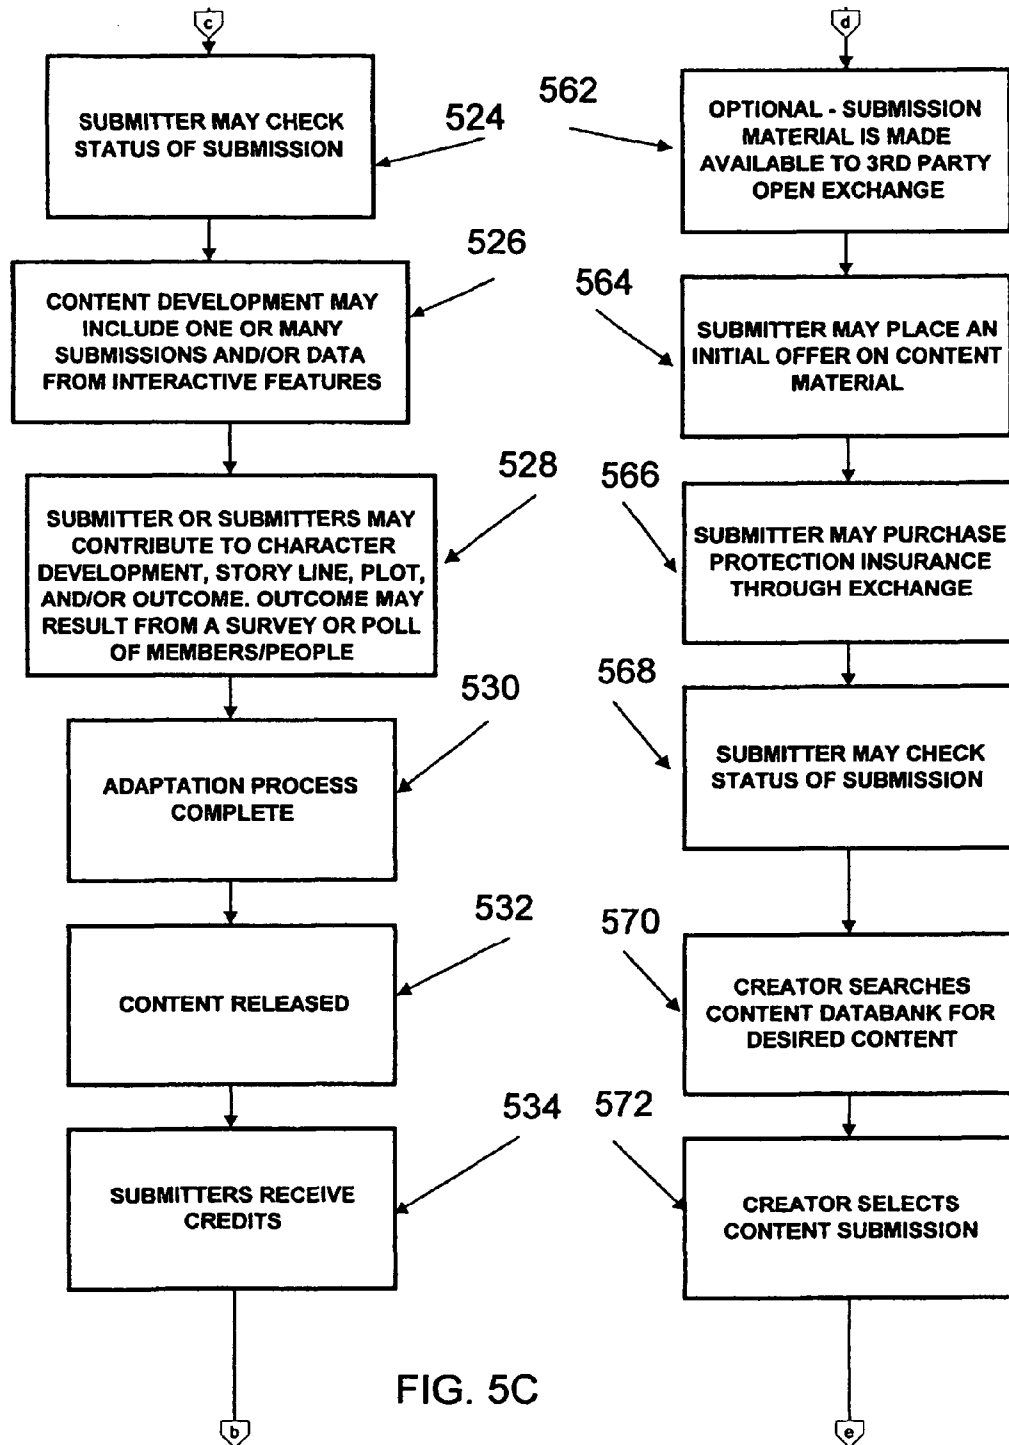 c
SUBMITTER MAY CHECK
STATUS OF SUBMISSION
524
526
CONTENT DEVELOPMENT MAY
INCLUDE ONE OR MANY
SUBMISSIONS AND/OR DATA
FROM INTERACTIVE FEATURES
528
SUBMITTER OR SUBMITTERS MAY
CONTRIBUTE TO CHARACTER
DEVELOPMENT, STORY LINE, PLOT,
AND/OR OUTCOME. OUTCOME MAY
RESULT FROM A SURVEY OR POLL
OF MEMBERS/PEOPLE
530
ADAPTATION PROCESS
COMPLETE
532
CONTENT RELEASED
534
SUBMITTERS RECEIVE
CREDITS
b
d
562
OPTIONAL - SUBMISSION
MATERIAL IS MADE
AVAILABLE TO 3RD PARTY
OPEN EXCHANGE
564
SUBMITTER MAY PLACE AN
INITIAL OFFER ON CONTENT
MATERIAL
566
SUBMITTER MAY PURCHASE
PROTECTION INSURANCE
THROUGH EXCHANGE
568
SUBMITTER MAY CHECK
STATUS OF SUBMISSION
570
CREATOR SEARCHES
CONTENT DATABANK FOR
DESIRED CONTENT
572
CREATOR SELECTS
CONTENT SUBMISSION
e
FIG. 5C